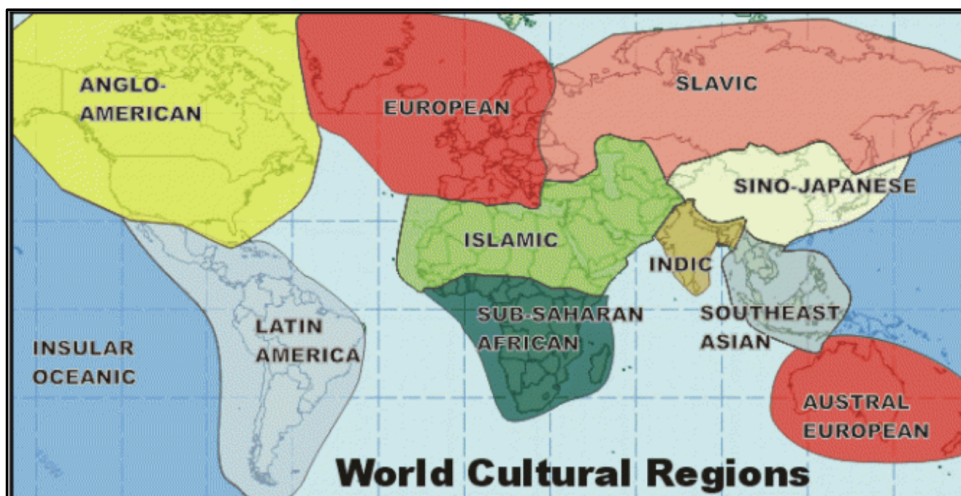 ANGLO-
AMERICAN
EUROPEAN
SLAVIC
SINO-JAPANESE
ISLAMIC
INDIC
SUB-SAHARAN
AFRICAN
SOUTHEAST
ASIAN
LATIN
AMERICA
INSULAR
OCEANIC
AUSTRAL
EUROPEAN
World Cultural Regions